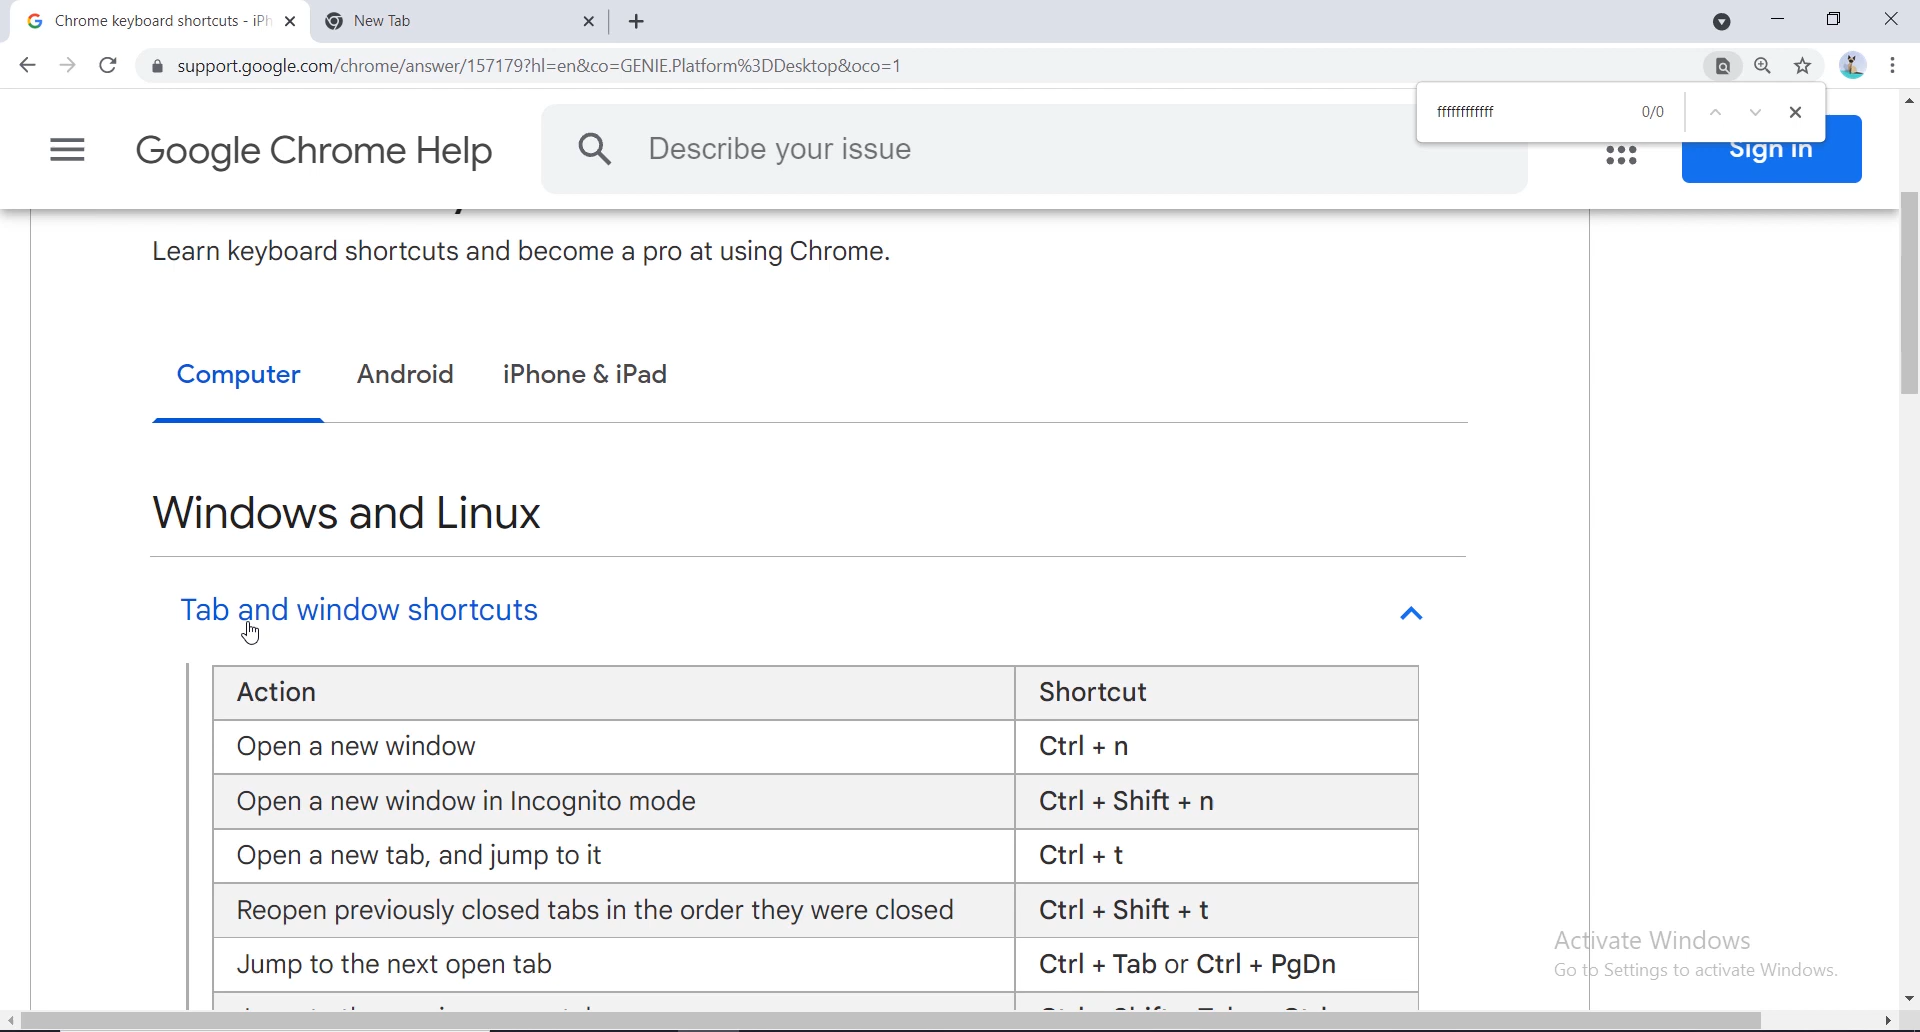 Chrome keyboard shortcuts - iPh
New Tab
support.google.com/chrome/answer/157179?hl=en&co=GENIE.Platform%3DDesktop&oco=1
ffffffffffff 0/0
Google Chrome Help
Describe your issue
Sign in
Learn keyboard shortcuts and become a pro at using Chrome.
Computer Android iPhone & iPad
Windows and Linux
Tab and window shortcuts
Action Shortcut
Open a new window Ctrl + n
Open a new window in Incognito mode Ctrl + Shift + n
Open a new tab, and jump to it Ctrl + t
Reopen previously closed tabs in the order they were closed Ctrl + Shift + t
Jump to the next open tab Ctrl + Tab or Ctrl + PgDn
Activate Windows
Go to Settings to activate Windows.